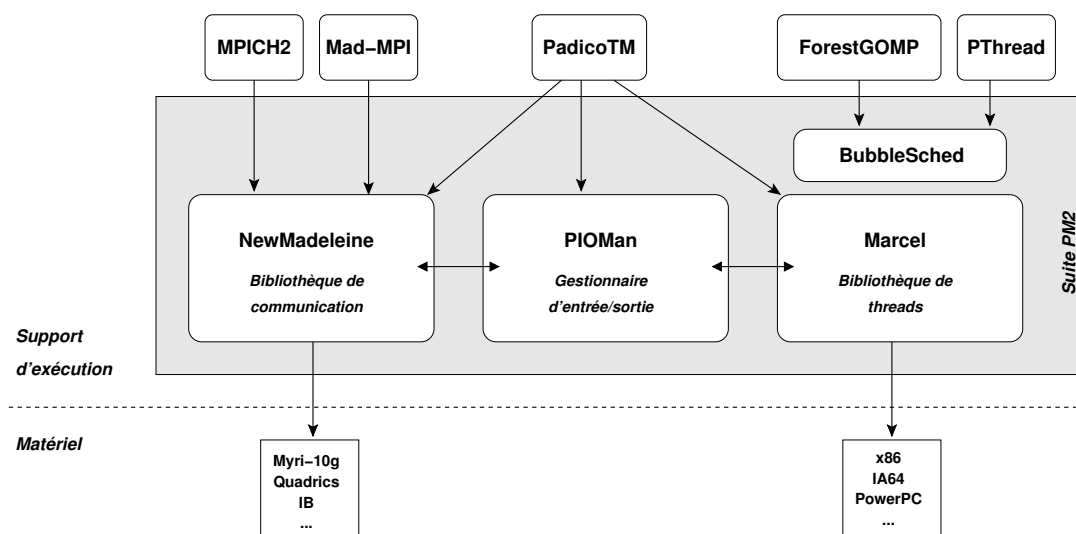 MPICH2
Mad-MPI
PadicoTM
ForestGOMP
PThread
BubbleSched
NewMadeleine
Bibliothèque de
communication
PIOMan
Gestionnaire
d'entrée/sortie
Marcel
Bibliothèque de
threads
Suite PM2
Support
d'exécution
Matériel
Myri-10g
Quadrics
IB
...
x86
IA64
PowerPC
...